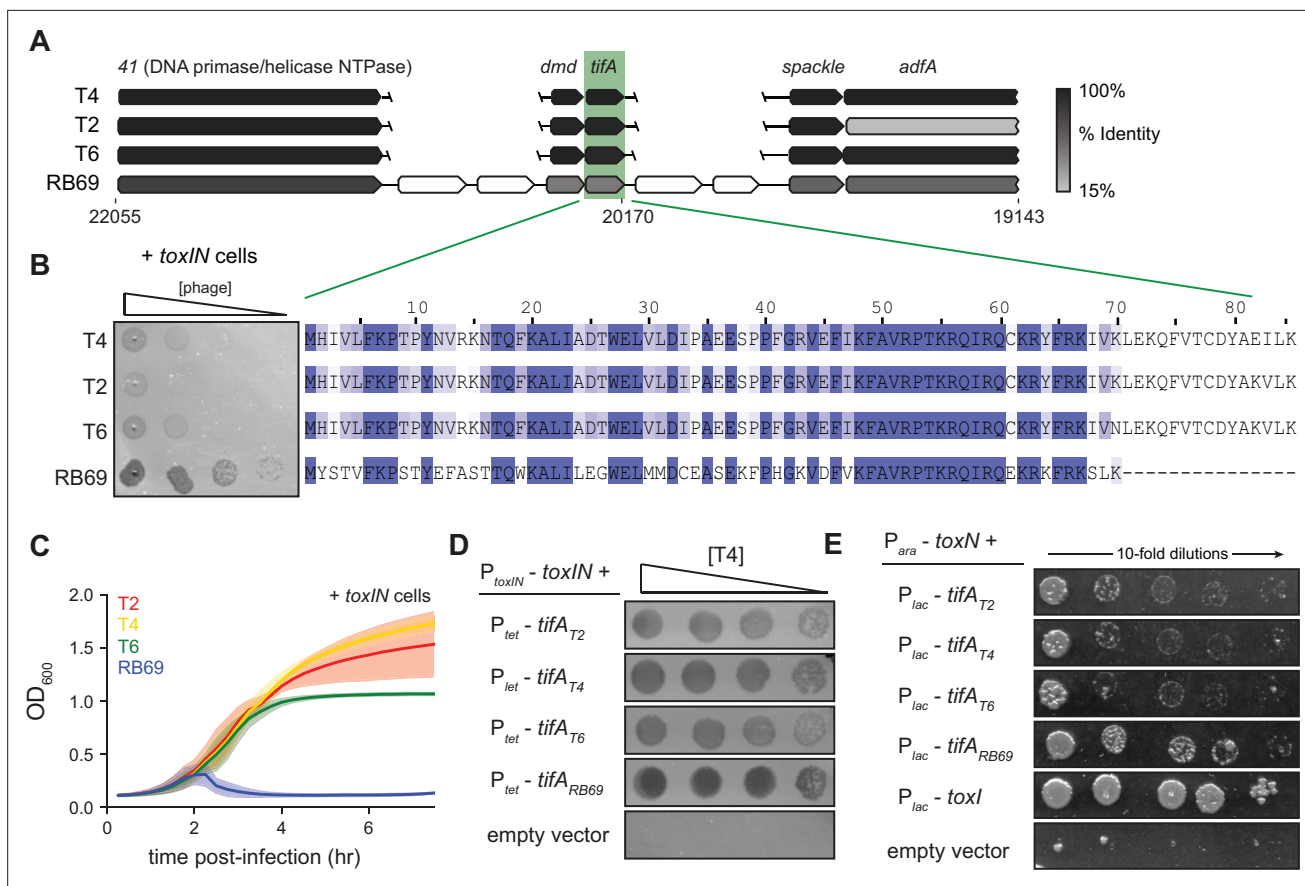 A
41 (DNA primase/helicase NTPase) dmd tifA spackle adfA
T4
T2
T6
RB69
100%
% Identity
15%
22055 20170 19143
B
+ toxIN cells
[phage]
10 20 30 40 50 60 70 80
T4 MHIVLFKPTPYNVRKNTQFKALIADTWELVLDIPAEESPPFGRVEFIKFAVRPTKRQIRQCKRYFRKIVKLEKQFVTCDYAEILK
T2 MHIVLFKPTPYNVRKNTQFKALIADTWELVLDIPAEESPPFGRVEFIKFAVRPTKRQIRQCKRYFRKIVKLEKQFVTCDYAKVLK
T6 MHIVLFKPTPYNVRKNTQFKALIADTWELVLDIPAEESPPFGRVEFIKFAVRPTKRQIRQCKRYFRKIVNLEKQFVTCDYAEILK
RB69 MYSTVFKPSTYEFASTTQWKALILEGWELMMDCEASEKFPHGKVDFVKFAVRPTKRQIRQEKRKFRKSLK---------------
C
+ toxIN cells
T2
T4
T6
RB69
OD600
2.0
1.5
1.0
0.5
0.0
2 4 6
time post-infection (hr)
D
PtoxIN - toxIN +
[T4]
Ptet - tifAT2
Plet - tifAT4
Ptet - tifAT6
Ptet - tifARB69
empty vector
E
Para - toxN +
10-fold dilutions
Plac - tifAT2
Plac - tifAT4
Plac - tifAT6
Plac - tifARB69
Plac - toxI
empty vector